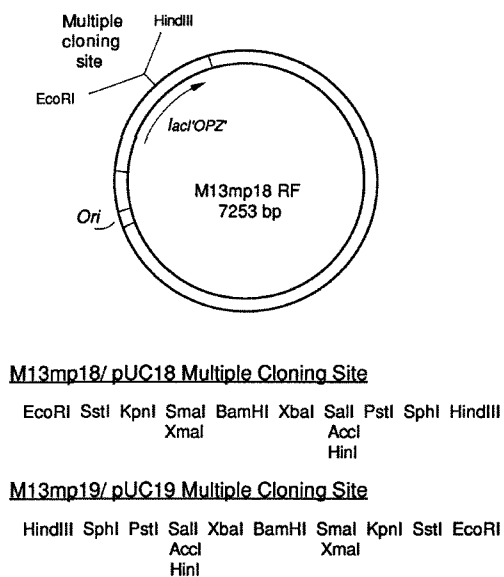 Multiple
cloning
site
HindIII
EcoRI
lacI'OPZ'
M13mp18 RF
7253 bp
Ori
M13mp18/ pUC18 Multiple Cloning Site
EcoRI SstI KpnI SmaI BamHI XbaI SalI PstI SphI HindIII
XmaI AccI
HinI
M13mp19/ pUC19 Multiple Cloning Site
HindIII SphI PstI SalI XbaI BamHI SmaI KpnI SstI EcoRI
AccI XmaI
HinI